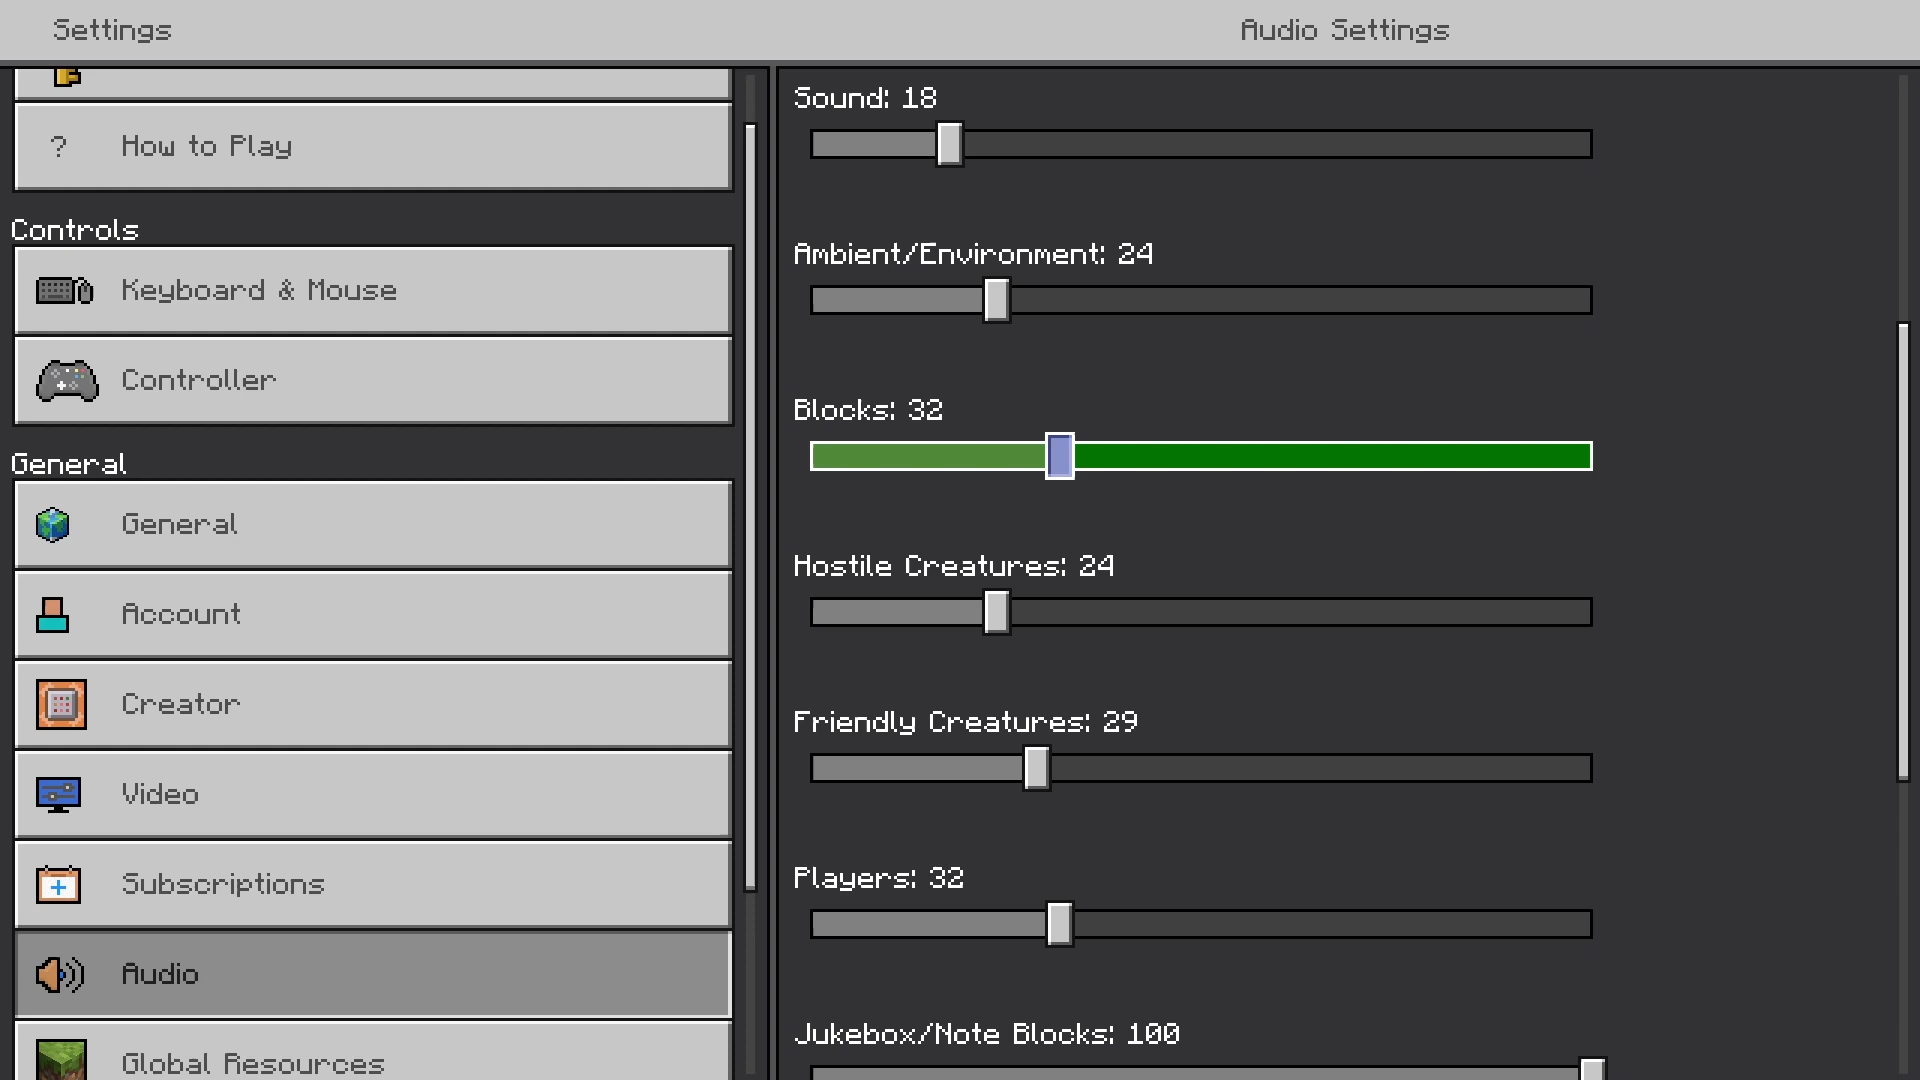 Settings
Audio Settings
? How to Play
Controls
Keyboard & Mouse
Controller
General
General
Account
Creator
Video
Subscriptions
Audio
Global Resources
Sound: 18
Ambient/Environment: 24
Blocks: 32
Hostile Creatures: 24
Friendly Creatures: 29
Players: 32
Jukebox/Note Blocks: 100